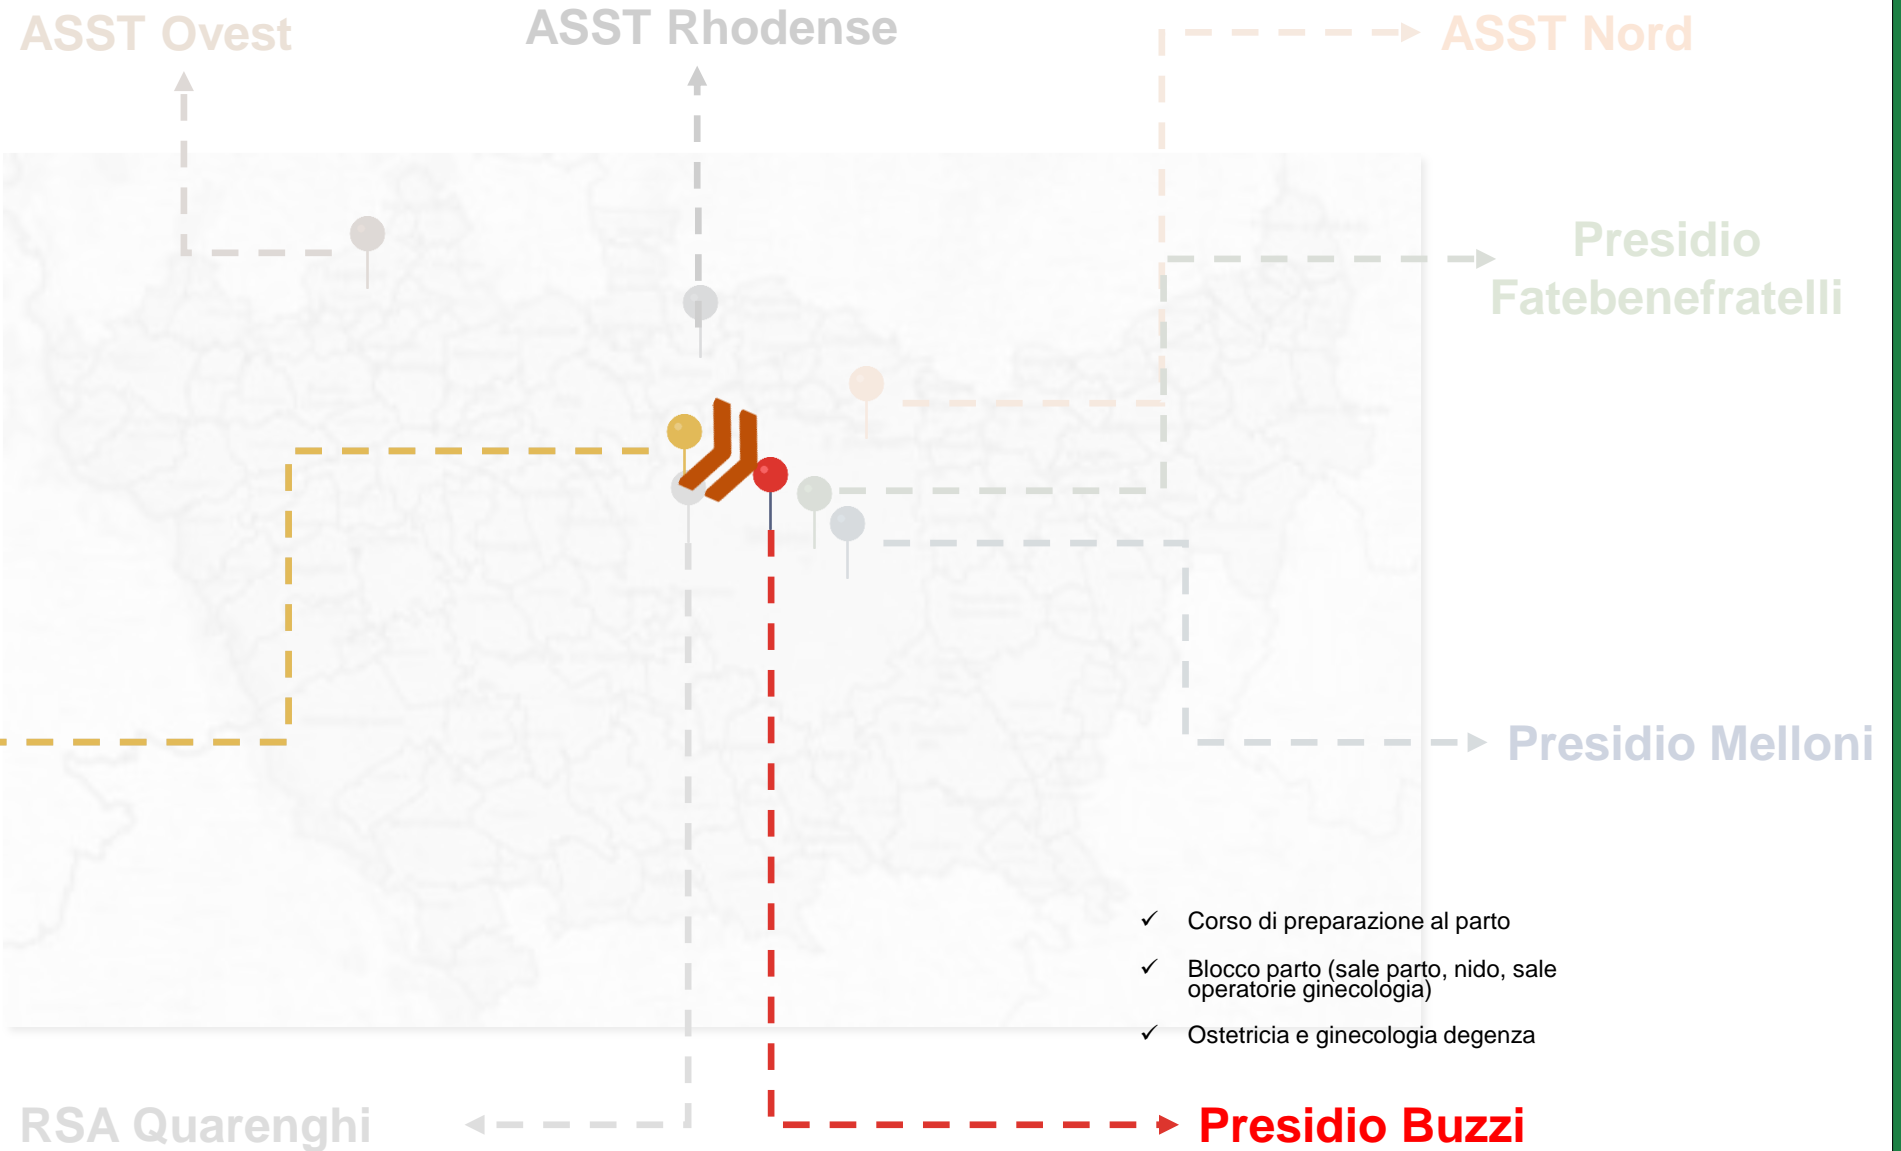 ASST Ovest
ASST Rhodense
ASST Nord
Presidio
Fatebenefratelli
Presidio Melloni
✓ Corso di preparazione al parto
✓ Blocco parto (sale parto, nido, sale
operatorie ginecologia)
✓ Ostetricia e ginecologia degenza
RSA Quarenghi
Presidio Buzzi